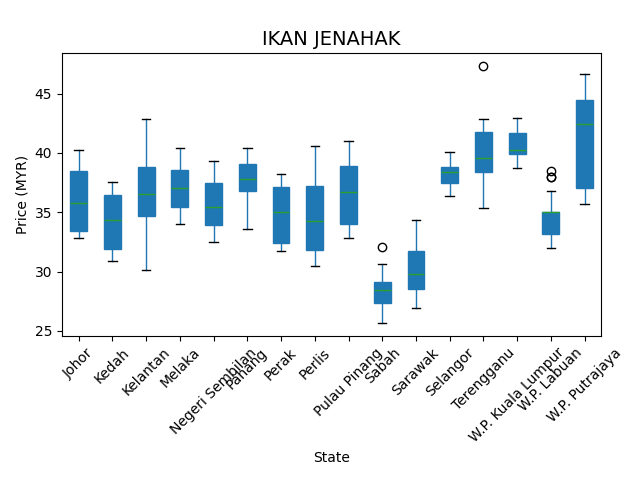 IKAN JENAHAK
Price (MYR)
45
40
35
30
25
Johor
Kedah
Kelantan
Melaka
Negeri Sembilan
Pahang
Perak
Perlis
Pulau Pinang
Sabah
Sarawak
Selangor
Terengganu
W.P. Kuala Lumpur
W.P. Labuan
W.P. Putrajaya
State